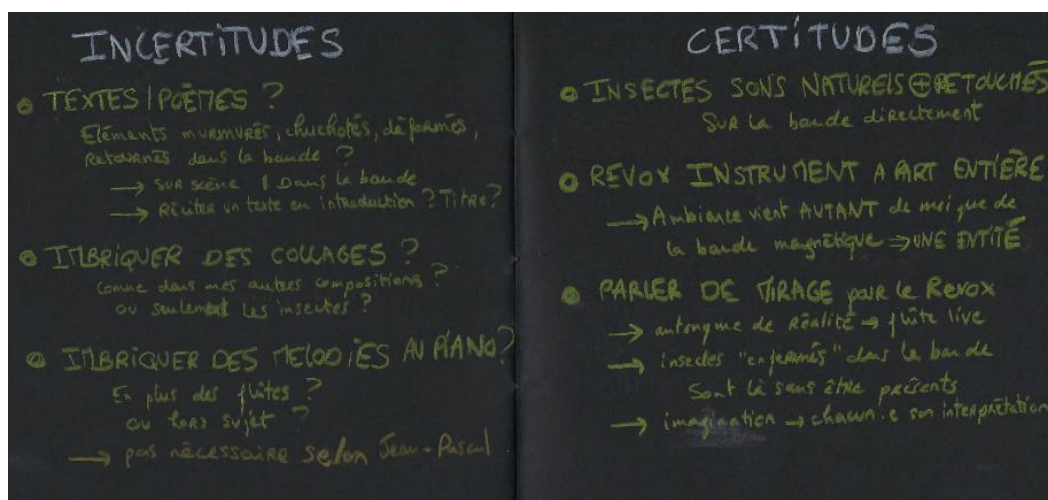 INCERTITUDES
TEXTES / POÈMES ?
Eléments murmurés, chuchotés, déformés,
Retournés dans la bande ?
→ sur scène / Dans la bande
→ Réciter un texte en introduction ? Titre ?
IMBRIQUER DES COLLAGES ?
comme dans mes autres compositions ?
ou seulement les insectes ?
IMBRIQUER DES MELODIES AU PIANO ?
En plus des flûtes ?
ou hors sujet ?
→ pas nécessaire selon Jean-Pascal
CERTITUDES
INSECTES SONS NATURELS ⊕ RETOUCHÉS
SUR la bande directement
REVOX INSTRUMENT A PART ENTIÈRE
→ Ambiance vient AUTANT de moi que de
la bande magnétique ⇒ UNE ENTITÉ
PARLER DE MIRAGE pour le Revox
→ antonyme de Réalité → flûte live
→ insectes "enfermés" dans la bande
Sont là sans être présents
→ imagination → chacun·e son interprétation